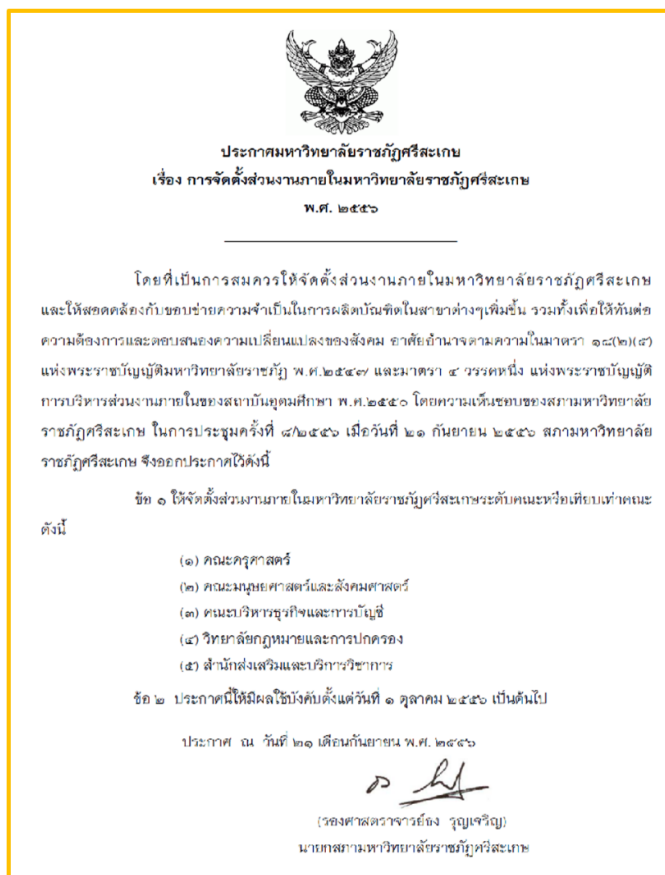 ประกาศมหาวิทยาลัยราชภัฏศรีสะเกษ
เรื่อง การจัดตั้งส่วนงานภายในมหาวิทยาลัยราชภัฏศรีสะเกษ
พ.ศ. ๒๕๕๖
โดยที่เป็นการสมควรให้จัดตั้งส่วนงานภายในมหาวิทยาลัยราชภัฏศรีสะเกษ
และให้สอดคล้องกับขอบข่ายความจำเป็นในการผลิตบัณฑิตในสาขาต่างๆเพิ่มขึ้น รวมทั้งเพื่อให้ทันต่อ
ความต้องการและตอบสนองความเปลี่ยนแปลงของสังคม อาศัยอำนาจตามความในมาตรา ๑๘(๒)(๕)
แห่งพระราชบัญญัติมหาวิทยาลัยราชภัฏ พ.ศ.๒๕๔๗ และมาตรา ๔ วรรคหนึ่ง แห่งพระราชบัญญัติ
การบริหารส่วนงานภายในของสถาบันอุดมศึกษา พ.ศ.๒๕๕๐ โดยความเห็นชอบของสภามหาวิทยาลัย
ราชภัฏศรีสะเกษ ในการประชุมครั้งที่ ๘/๒๕๕๖ เมื่อวันที่ ๒๑ กันยายน ๒๕๕๖ สภามหาวิทยาลัย
ราชภัฏศรีสะเกษ จึงออกประกาศไว้ดังนี้
ข้อ ๑ ให้จัดตั้งส่วนงานภายในมหาวิทยาลัยราชภัฏศรีสะเกษระดับคณะหรือเทียบเท่าคณะ
ดังนี้
(๑) คณะครุศาสตร์
(๒) คณะมนุษยศาสตร์และสังคมศาสตร์
(๓) คณะบริหารธุรกิจและการบัญชี
(๔) วิทยาลัยกฎหมายและการปกครอง
(๕) สำนักส่งเสริมและบริการวิชาการ
ข้อ ๒ ประกาศนี้ให้มีผลใช้บังคับตั้งแต่วันที่ ๑ ตุลาคม ๒๕๕๖ เป็นต้นไป
ประกาศ ณ วันที่ ๒๑ เดือนกันยายน พ.ศ. ๒๕๕๖
(รองศาสตราจารย์ธง รุญเจริญ)
นายกสภามหาวิทยาลัยราชภัฏศรีสะเกษ